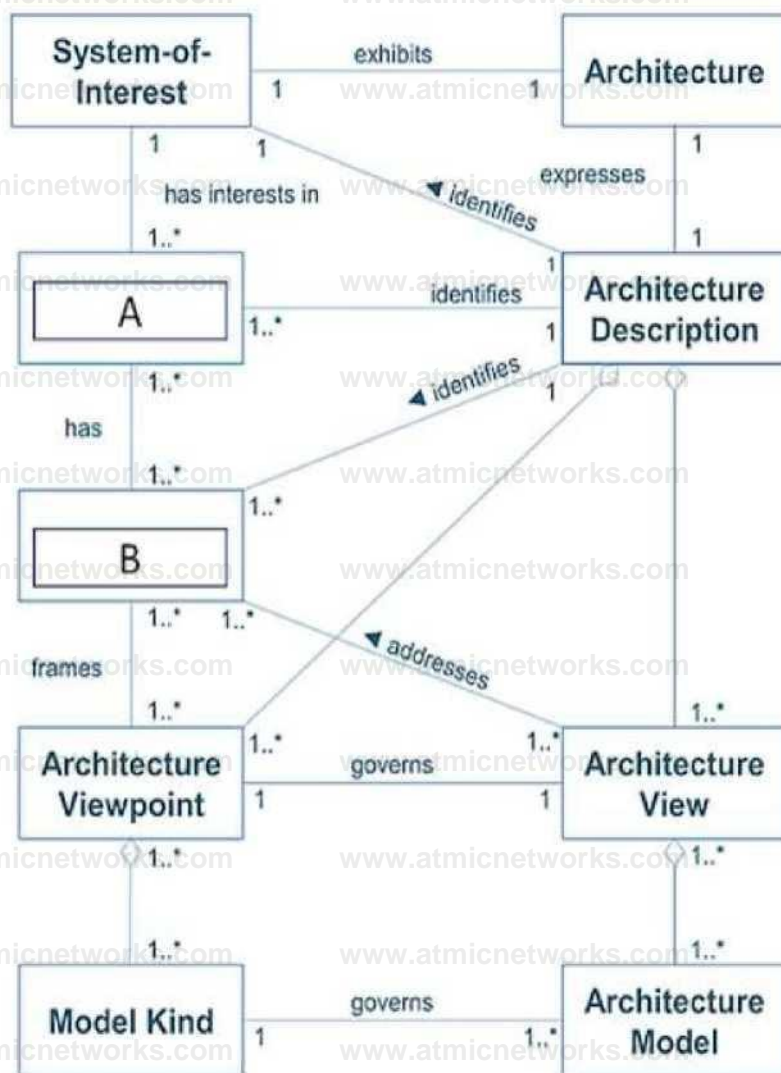 System-of-
Interest
exhibits
1
1
Architecture
1
1
1
has interests in
identifies
expresses
1..*
1
1
A
identifies
1..*
1
Architecture
Description
1..*
has
identifies
1
1..*
1..*
B
1..*
1..*
frames
addresses
1..*
1..*
1..*
1..*
Architecture
Viewpoint
governs
1
1
Architecture
View
1..*
1..*
1..*
1..*
Model Kind
governs
1
1..*
Architecture
Model
www.atmicnetworks.com